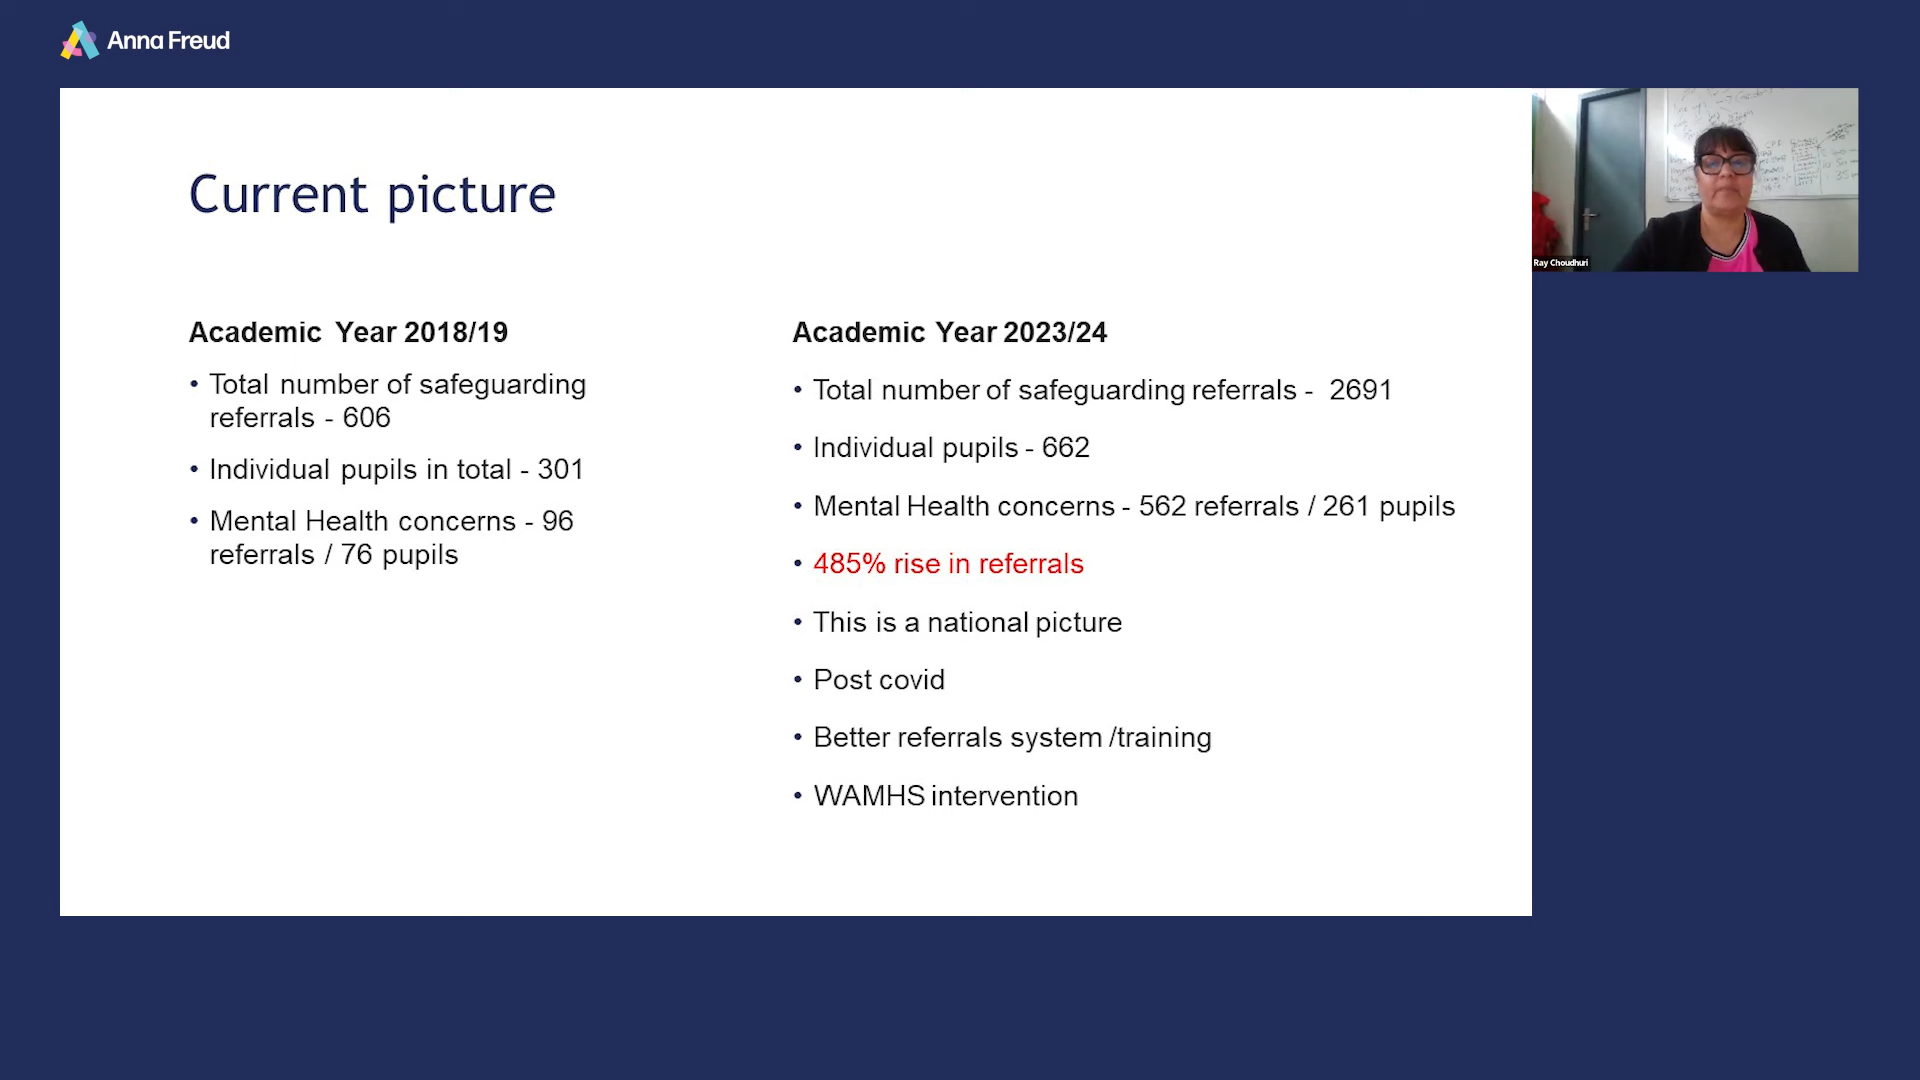 Anna Freud
Current picture
Academic Year 2018/19
• Total number of safeguarding
referrals - 606
• Individual pupils in total - 301
• Mental Health concerns - 96
referrals / 76 pupils
Academic Year 2023/24
• Total number of safeguarding referrals - 2691
• Individual pupils - 662
• Mental Health concerns - 562 referrals / 261 pupils
• 485% rise in referrals
• This is a national picture
• Post covid
• Better referrals system /training
• WAMHS intervention
Ray Choudhuri